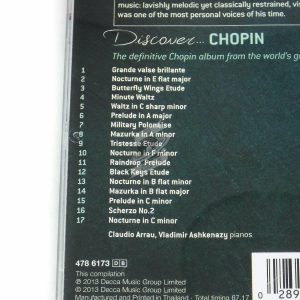 music: lavishly melodic yet classically restrained,
was one of the most personal voices of his time.
Discover... CHOPIN
The definitive Chopin album from the world's
1 Grande valse brillante
2 Nocturne in E flat major
3 Butterfly Wings Etude
4 Minute Waltz
5 Waltz in C sharp minor
6 Prelude in A major
7 Military Polonaise
8 Mazurka in A minor
9 Tristesse Etude
10 Nocturne in F minor
11 Raindrop Prelude
12 Black Keys Etude
13 Nocturne in B flat minor
14 Mazurka in B flat major
15 Prelude in C minor
16 Scherzo No.2
17 Nocturne in C minor
Claudio Arrau, Vladimir Ashkenazy pianos
478 6173 D B
This compilation
℗ 2013 Decca Music Group Limited
© 2013 Decca Music Group Limited
Manufactured and Printed in Thailand Total timing 67.17
0 289